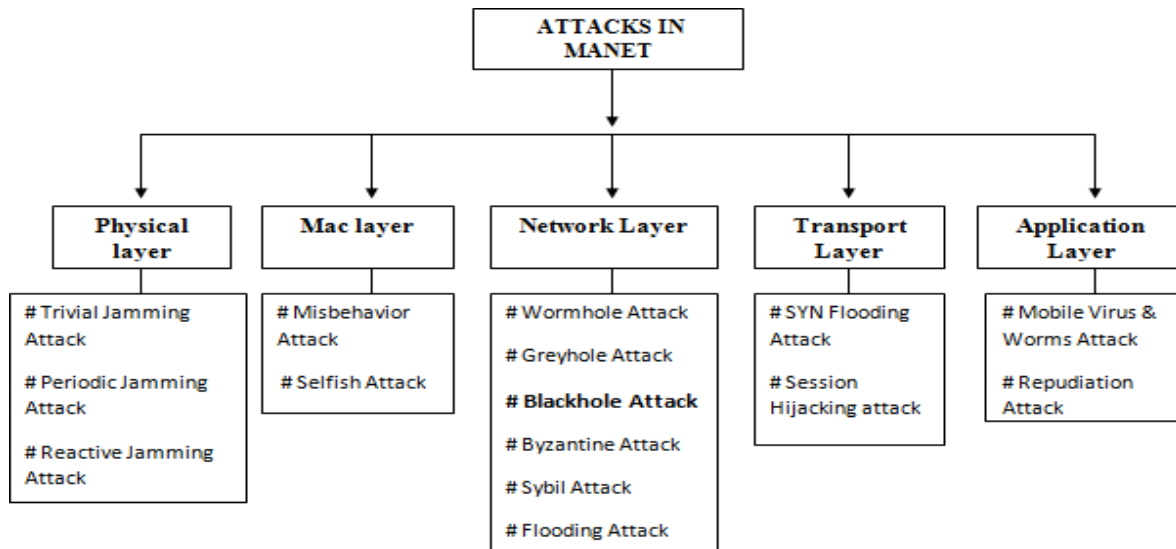 ATTACKS IN
MANET
Physical
layer
# Trivial Jamming
Attack
# Periodic Jamming
Attack
# Reactive Jamming
Attack
Mac layer
# Misbehavior
Attack
# Selfish Attack
Network Layer
# Wormhole Attack
# Greyhole Attack
# Blackhole Attack
# Byzantine Attack
# Sybil Attack
# Flooding Attack
Transport
Layer
# SYN Flooding
Attack
# Session
Hijacking attack
Application
Layer
# Mobile Virus &
Worms Attack
# Repudiation
Attack